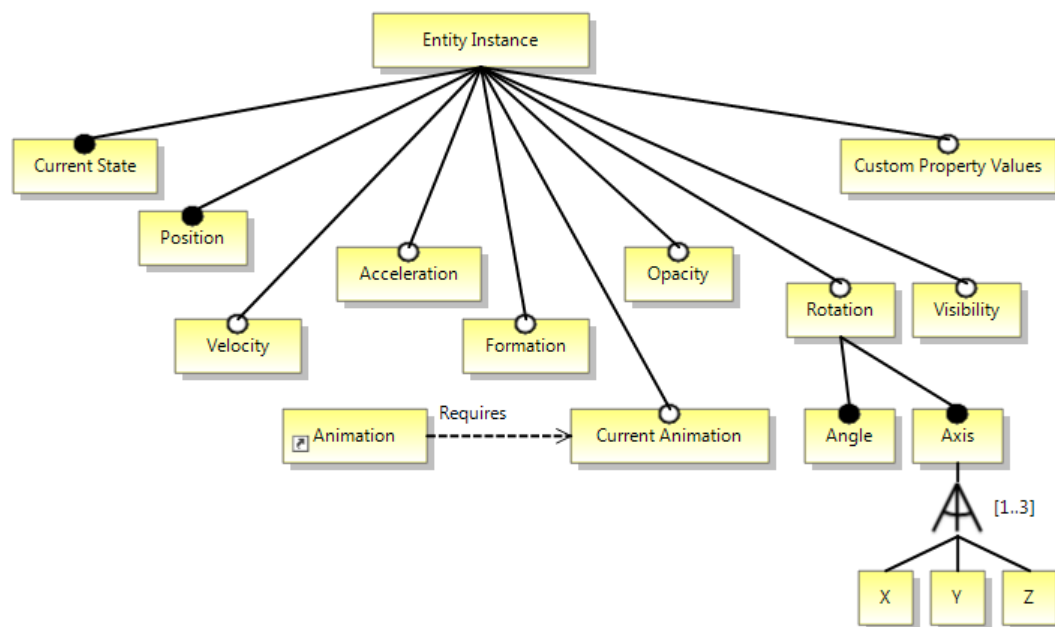 Entity Instance
Current State
Custom Property Values
Position
Acceleration
Opacity
Rotation
Visibility
Velocity
Formation
Requires
Animation
Current Animation
Angle
Axis
[1..3]
X
Y
Z